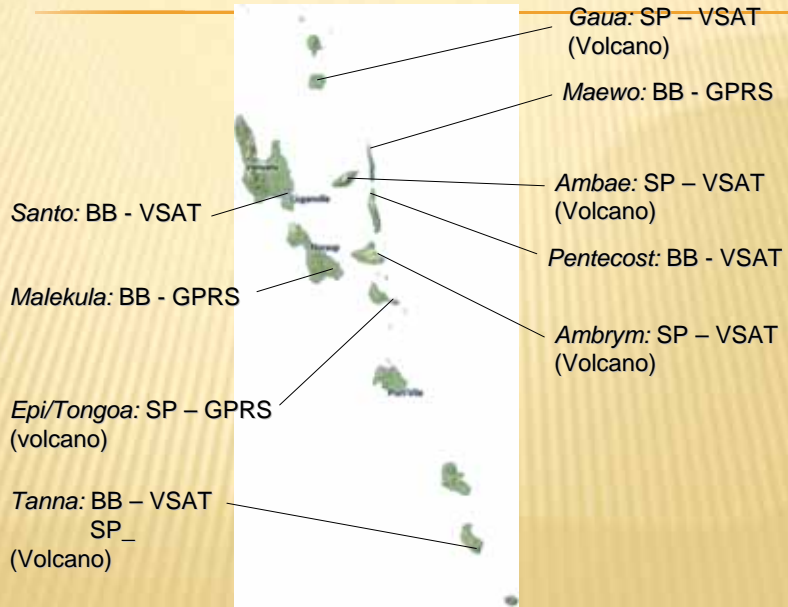 Gaua: SP – VSAT
(Volcano)
Maewo: BB - GPRS
Ambae: SP – VSAT
(Volcano)
Pentecost: BB - VSAT
Ambrym: SP – VSAT
(Volcano)
Santo: BB - VSAT
Malekula: BB - GPRS
Epi/Tongoa: SP – GPRS
(volcano)
Tanna: BB – VSAT
SP_
(Volcano)
Luganville
Norsup
Port-Vila